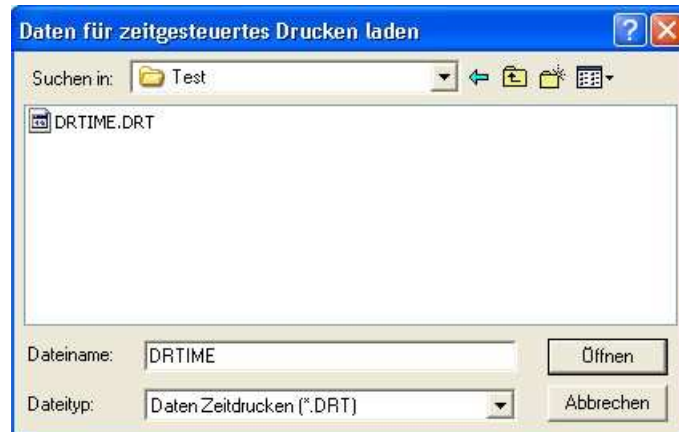 Daten für zeitgesteuertes Drucken laden
Suchen in: Test
DRTIME.DRT
Dateiname: DRTIME Öffnen
Dateityp: Daten Zeitdrucken (*.DRT) Abbrechen